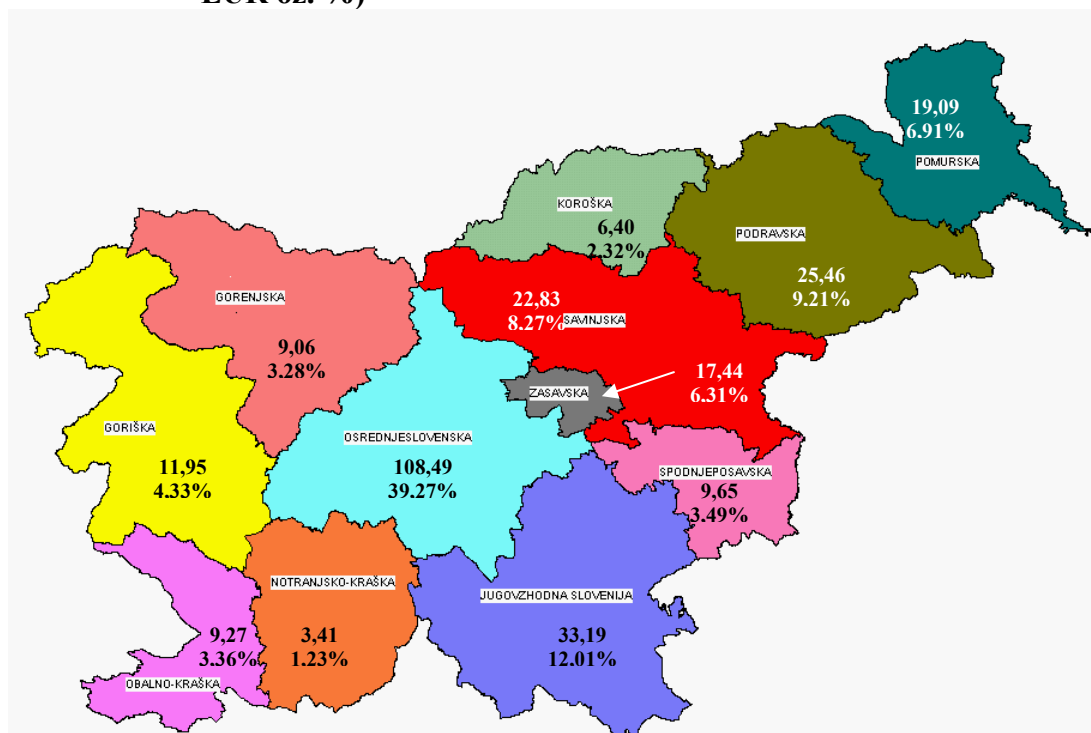 EUR oz. %)
19,09
6.91%
POMURSKA
KOROŠKA
6,40
2.32%
PODRAVSKA
25,46
9.21%
GORENJSKA
9,06
3.28%
22,83
8.27%
SAVINJSKA
17,44
6.31%
ZASAVSKA
GORIŠKA
11,95
4.33%
OSREDNJESLOVENSKA
108,49
39.27%
SPODNJEPOSAVSKA
9,65
3.49%
NOTRANJSKO-KRAŠKA
3,41
1.23%
JUGOVZHODNA SLOVENIJA
33,19
12.01%
9,27
3.36%
OBALNO-KRAŠKA